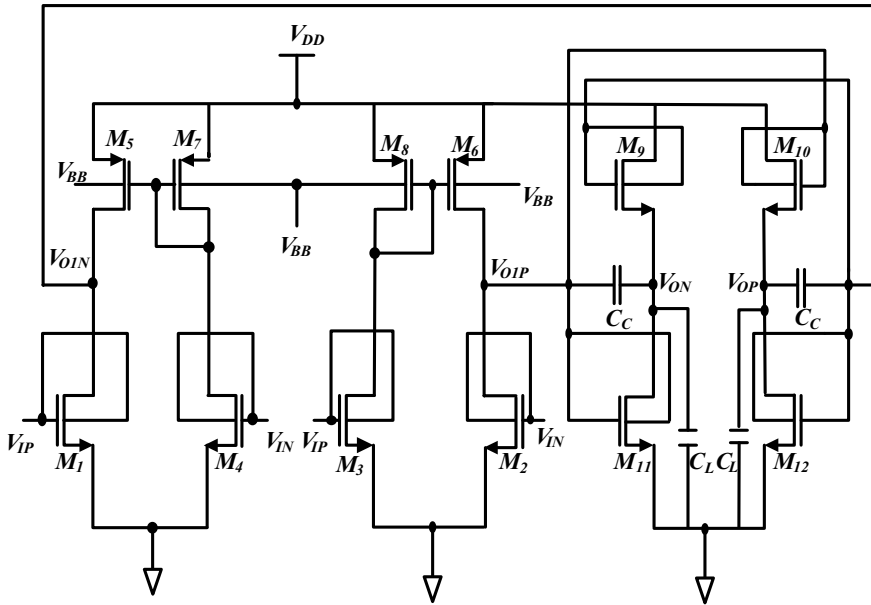 V_DD
M_5
M_7
M_8
M_6
M_9
M_10
V_BB
V_BB
V_BB
V_O1N
V_O1P
V_ON
V_OP
C_C
C_C
V_IP
V_IN
V_IP
V_IN
M_1
M_4
M_3
M_2
M_11
C_L
C_L
M_12